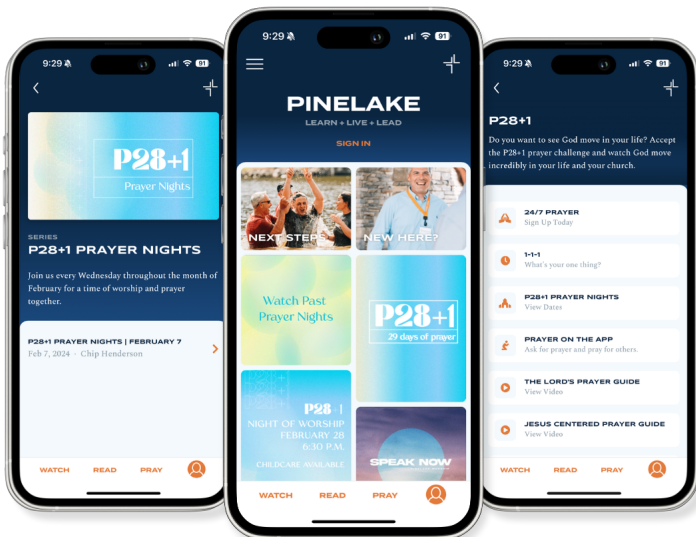 9:29
91
P28+1
Prayer Nights
SERIES
P28+1 PRAYER NIGHTS
Join us every Wednesday throughout the month of
February for a time of worship and prayer
together.
P28+1 PRAYER NIGHTS | FEBRUARY 7
Feb 7, 2024 · Chip Henderson
WATCH READ PRAY
9:29
91
PINELAKE
LEARN + LIVE + LEAD
SIGN IN
NEXT STEPS
NEW HERE?
Watch Past
Prayer Nights
P28+1
29 days of prayer
P28+1
NIGHT OF WORSHIP
FEBRUARY 28
6:30 P.M.
CHILDCARE AVAILABLE
SPEAK NOW
WATCH READ PRAY
9:29
91
P28+1
Do you want to see God move in your life? Accept
the P28+1 prayer challenge and watch God move
incredibly in your life and your church.
24/7 PRAYER
Sign Up Today
1-1-1
What's your one thing?
P28+1 PRAYER NIGHTS
View Dates
PRAYER ON THE APP
Ask for prayer and pray for others.
THE LORD'S PRAYER GUIDE
View Video
JESUS CENTERED PRAYER GUIDE
View Video
WATCH READ PRAY